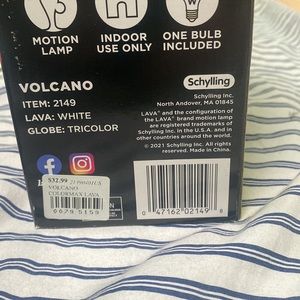 W
MOTION LAMP
INDOOR USE ONLY
ONE BULB INCLUDED
VOLCANO
ITEM: 2149
LAVA: WHITE
GLOBE: TRICOLOR
Schylling
Schylling Inc.
North Andover, MA 01845
LAVA® and the configuration of
the LAVA® brand motion lamp
are registered trademarks of
Schylling Inc. in the U.S.A. and
in other countries around the
world.
© 2021 Schylling Inc. All rights
reserved. Made in China.
$32.99
VOLCANO
COLORMAX LAVA
0 47162 02149